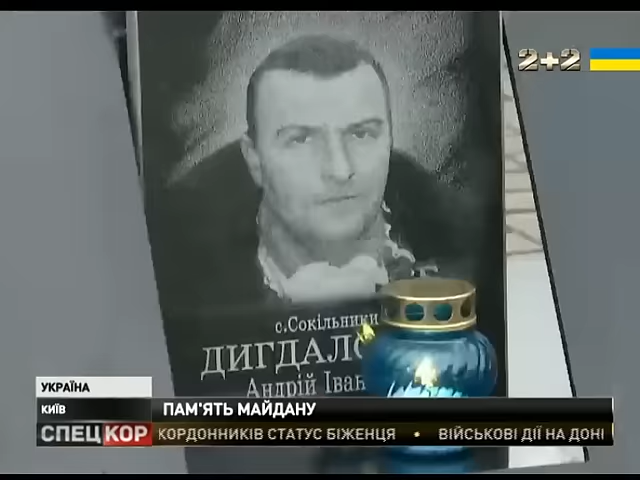 2+2
с.Сокільники
ДИГДАЛО
Андрій Іван
УКРАЇНА
КИЇВ
ПАМ'ЯТЬ МАЙДАНУ
СПЕЦКОР
КОРДОННИКІВ СТАТУС БІЖЕНЦЯ • ВІЙСЬКОВІ ДІЇ НА ДОНІ